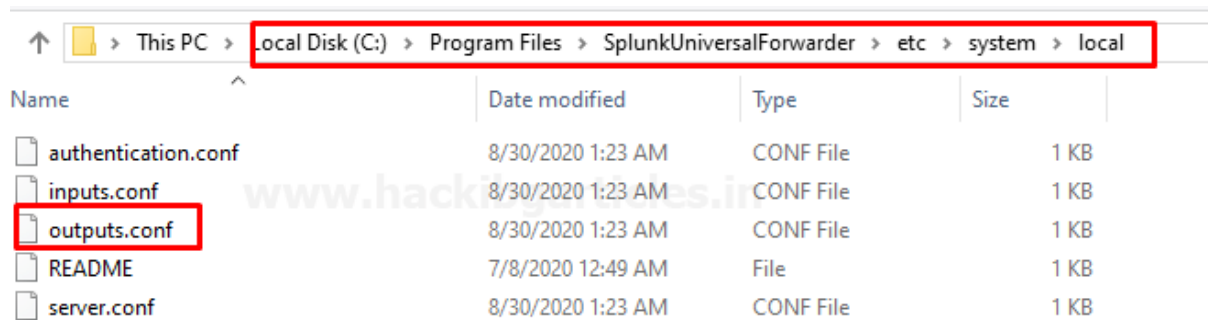 This PC > Local Disk (C:) > Program Files > SplunkUniversalForwarder > etc > system > local
Name Date modified Type Size
authentication.conf 8/30/2020 1:23 AM CONF File 1 KB
inputs.conf 8/30/2020 1:23 AM CONF File 1 KB
www.hackingarticles.in
outputs.conf 8/30/2020 1:23 AM CONF File 1 KB
README 7/8/2020 12:49 AM File 1 KB
server.conf 8/30/2020 1:23 AM CONF File 1 KB